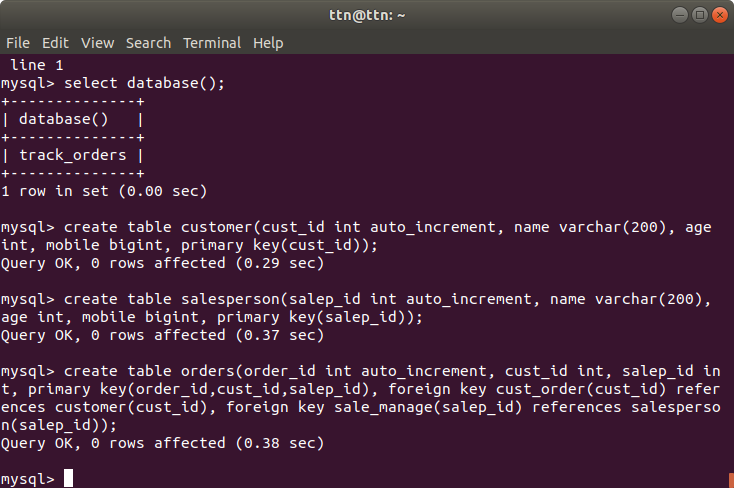 ttn@ttn: ~
File Edit View Search Terminal Help
 line 1
mysql> select database();
+--------------+
| database()   |
+--------------+
| track_orders |
+--------------+
1 row in set (0.00 sec)

mysql> create table customer(cust_id int auto_increment, name varchar(200), age
int, mobile bigint, primary key(cust_id));
Query OK, 0 rows affected (0.29 sec)

mysql> create table salesperson(salep_id int auto_increment, name varchar(200),
age int, mobile bigint, primary key(salep_id));
Query OK, 0 rows affected (0.37 sec)

mysql> create table orders(order_id int auto_increment, cust_id int, salep_id in
t, primary key(order_id,cust_id,salep_id), foreign key cust_order(cust_id) refer
ences customer(cust_id), foreign key sale_manage(salep_id) references salesperso
n(salep_id));
Query OK, 0 rows affected (0.38 sec)

mysql>